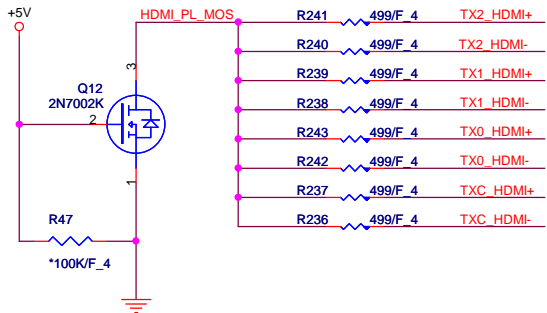 +5V
HDMI_PL_MOS
R241 499/F_4 TX2_HDMI+
R240 499/F_4 TX2_HDMI-
3
Q12
2N7002K
R239 499/F_4 TX1_HDMI+
R238 499/F_4 TX1_HDMI-
2
R243 499/F_4 TX0_HDMI+
R242 499/F_4 TX0_HDMI-
1
R237 499/F_4 TXC_HDMI+
R47
R236 499/F_4 TXC_HDMI-
*100K/F_4